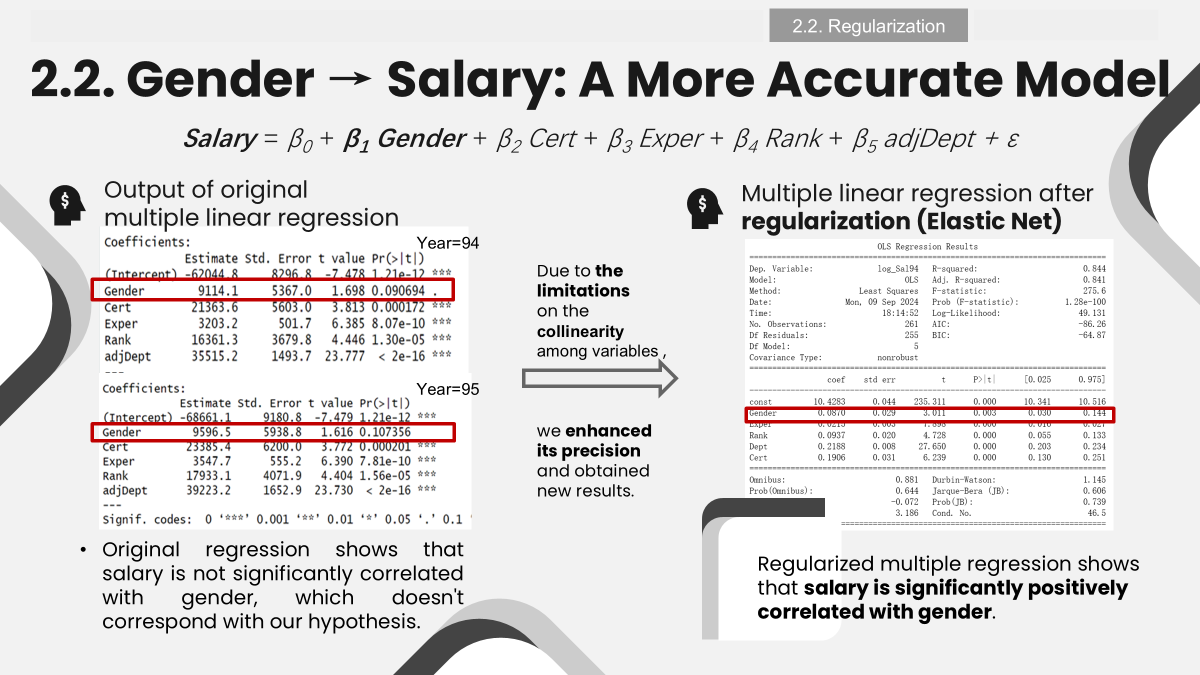 2.2. Regularization
2.2. Gender → Salary: A More Accurate Model
Salary = β0 + β1 Gender + β2 Cert + β3 Exper + β4 Rank + β5 adjDept + ε
Output of original
multiple linear regression
Coefficients:
Year=94
Estimate Std. Error t value Pr(>|t|)
(Intercept) -62044.8 8296.8 -7.478 1.21e-12 ***
Gender 9114.1 5367.0 1.698 0.090694 .
Cert 21363.6 5603.0 3.813 0.000172 ***
Exper 3203.2 501.7 6.385 8.07e-10 ***
Rank 16361.3 3679.8 4.446 1.30e-05 ***
adjDept 35515.2 1493.7 23.777 < 2e-16 ***
---
Coefficients:
Year=95
Estimate Std. Error t value Pr(>|t|)
(Intercept) -68661.1 9180.8 -7.479 1.21e-12 ***
Gender 9596.5 5938.8 1.616 0.107356
Cert 23385.4 6200.0 3.772 0.000201 ***
Exper 3547.7 555.2 6.390 7.81e-10 ***
Rank 17933.1 4071.9 4.404 1.56e-05 ***
adjDept 39223.2 1652.9 23.730 < 2e-16 ***
---
Signif. codes: 0 ‘***’ 0.001 ‘**’ 0.01 ‘*’ 0.05 ‘.’ 0.1 ‘
• Original regression shows that
salary is not significantly correlated
with gender, which doesn't
correspond with our hypothesis.
Due to the
limitations
on the
collinearity
among variables ,
we enhanced
its precision
and obtained
new results.
Multiple linear regression after
regularization (Elastic Net)
OLS Regression Results
Dep. Variable: log_Sal94 R-squared: 0.844
Model: OLS Adj. R-squared: 0.841
Method: Least Squares F-statistic: 275.6
Date: Mon, 09 Sep 2024 Prob (F-statistic): 1.28e-100
Time: 18:14:52 Log-Likelihood: 49.131
No. Observations: 261 AIC: -86.26
Df Residuals: 255 BIC: -64.87
Df Model: 5
Covariance Type: nonrobust
coef std err t P>|t| [0.025 0.975]
const 10.4283 0.044 235.311 0.000 10.341 10.516
Gender 0.0870 0.029 3.011 0.003 0.030 0.144
Exper 0.0215 0.003 7.898 0.000 0.016 0.027
Rank 0.0937 0.020 4.728 0.000 0.055 0.133
Dept 0.2188 0.008 27.650 0.000 0.203 0.234
Cert 0.1906 0.031 6.239 0.000 0.130 0.251
Omnibus: 0.881 Durbin-Watson: 1.145
Prob(Omnibus): 0.644 Jarque-Bera (JB): 0.606
-0.072 Prob(JB): 0.739
3.186 Cond. No. 46.5
Regularized multiple regression shows
that salary is significantly positively
correlated with gender.